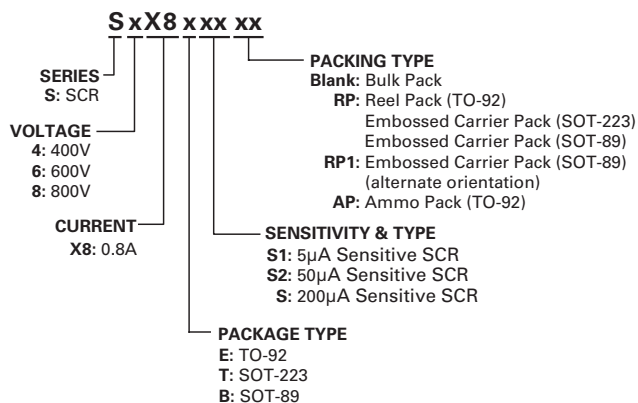 S x X8 x xx xx
PACKING TYPE
Blank: Bulk Pack
RP: Reel Pack (TO-92)
Embossed Carrier Pack (SOT-223)
Embossed Carrier Pack (SOT-89)
RP1: Embossed Carrier Pack (SOT-89)
(alternate orientation)
AP: Ammo Pack (TO-92)
SERIES
S: SCR
VOLTAGE
4: 400V
6: 600V
8: 800V
CURRENT
X8: 0.8A
SENSITIVITY & TYPE
S1: 5µA Sensitive SCR
S2: 50µA Sensitive SCR
S: 200µA Sensitive SCR
PACKAGE TYPE
E: TO-92
T: SOT-223
B: SOT-89